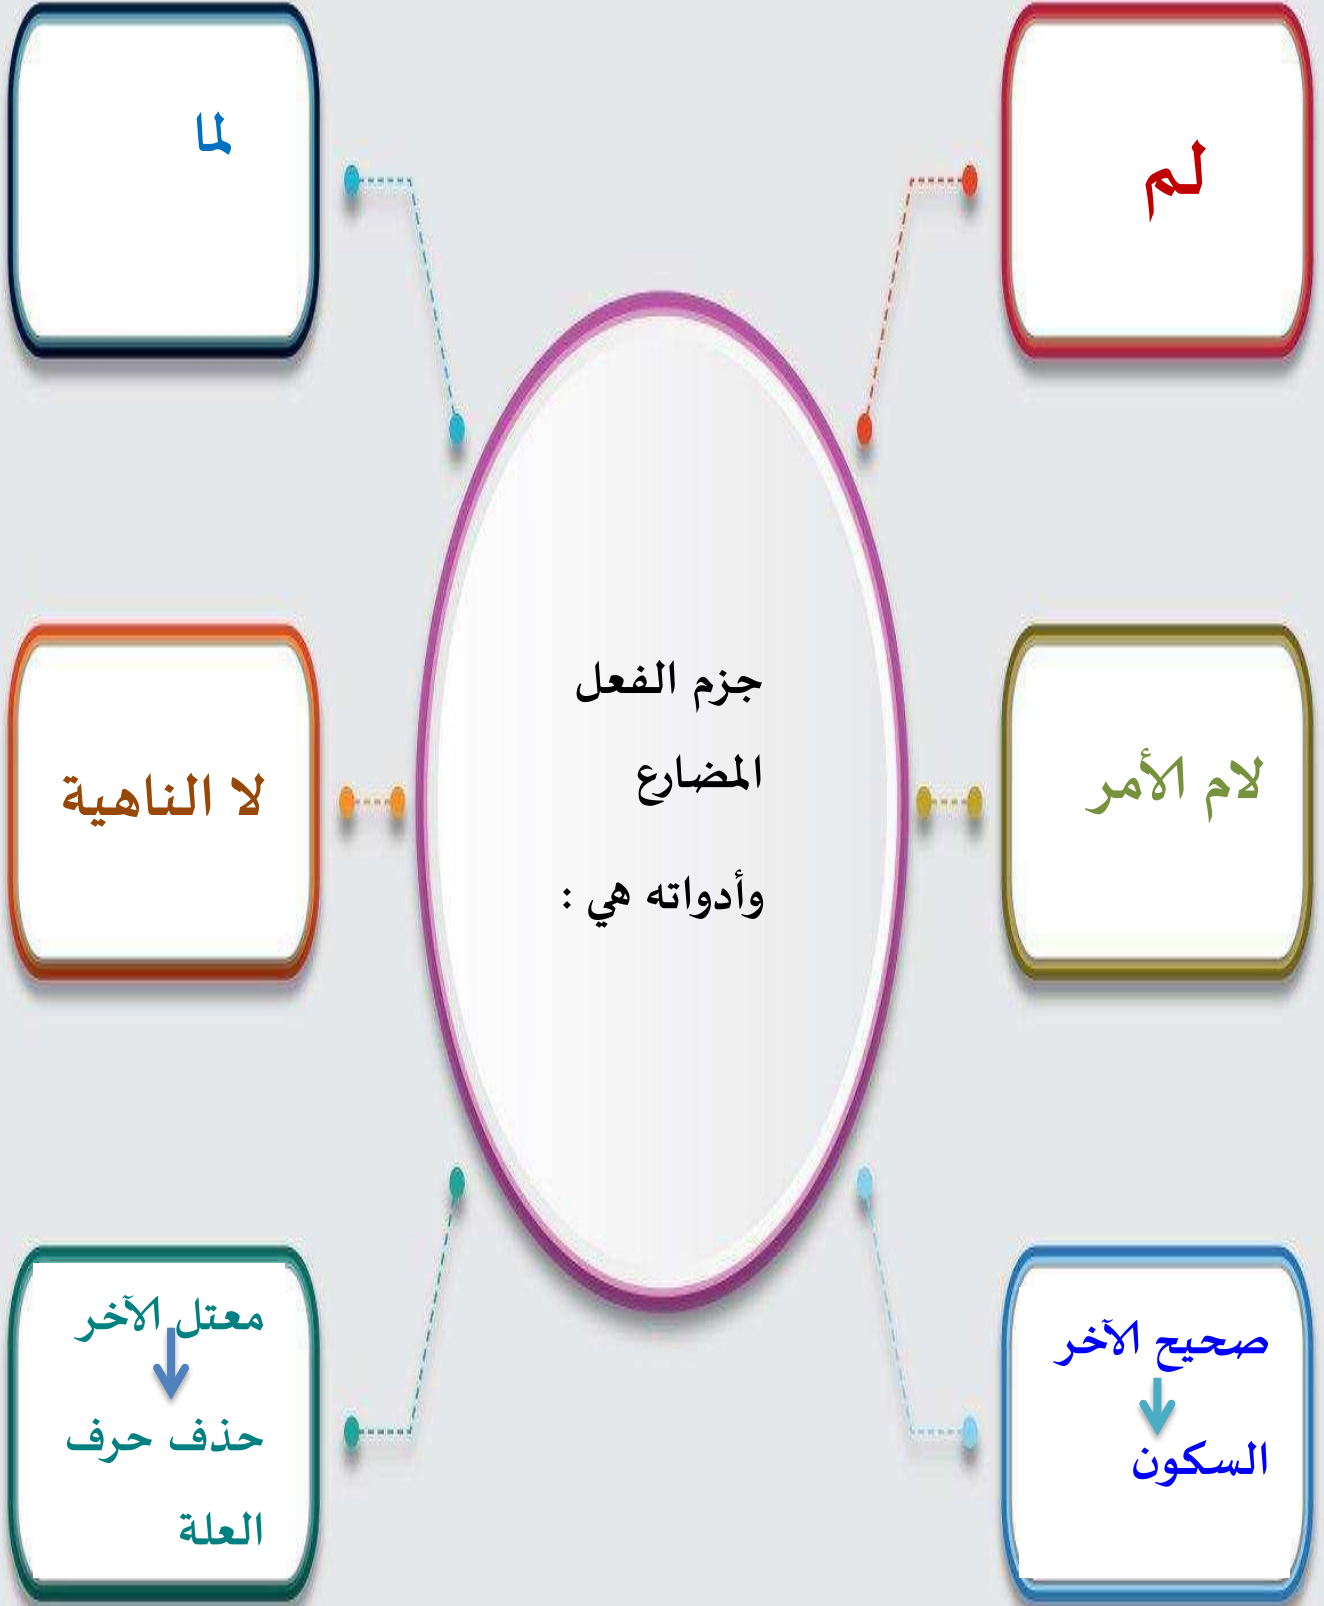 لم
لما
جزم الفعل
المضارع
وأدواته هي :
لام الأمر
لا الناهية
صحيح الآخر
السكون
معتل الآخر
حذف حرف
العلة